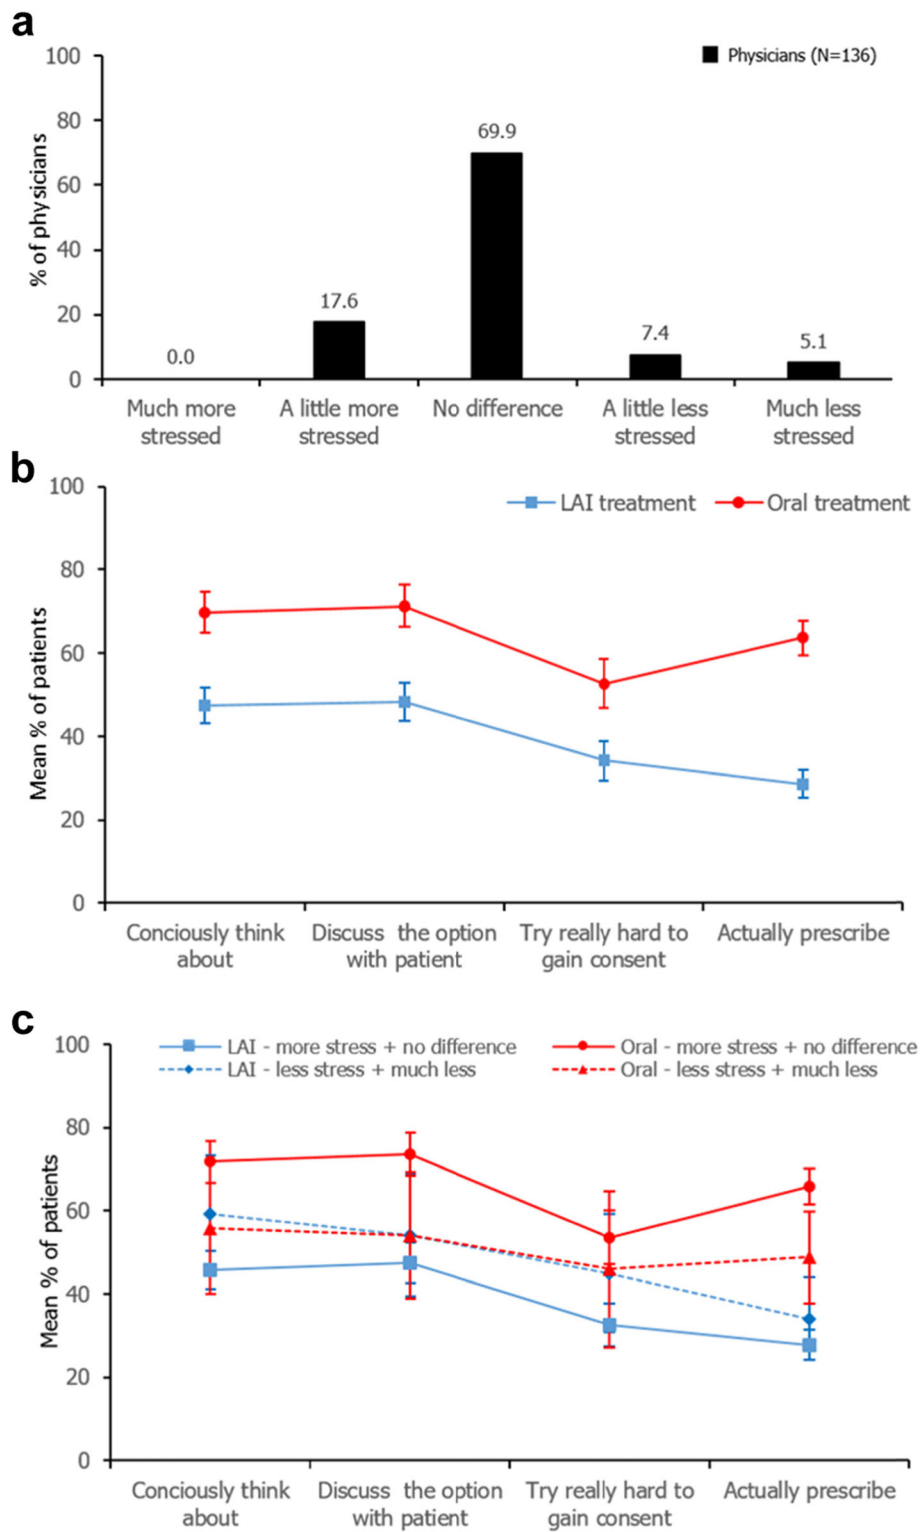 a
100
80
60
40
20
0
% of physicians
Physicians (N=136)
0.0
17.6
69.9
7.4
5.1
Much more
stressed
A little more
stressed
No difference
A little less
stressed
Much less
stressed
b
100
80
60
40
20
0
Mean % of patients
LAI treatment
Oral treatment
Conciously think
about
Discuss the option
with patient
Try really hard to
gain consent
Actually prescribe
c
100
80
60
40
20
0
Mean % of patients
LAI - more stress + no difference
Oral - more stress + no difference
LAI - less stress + much less
Oral - less stress + much less
Conciously think
about
Discuss the option
with patient
Try really hard to
gain consent
Actually prescribe